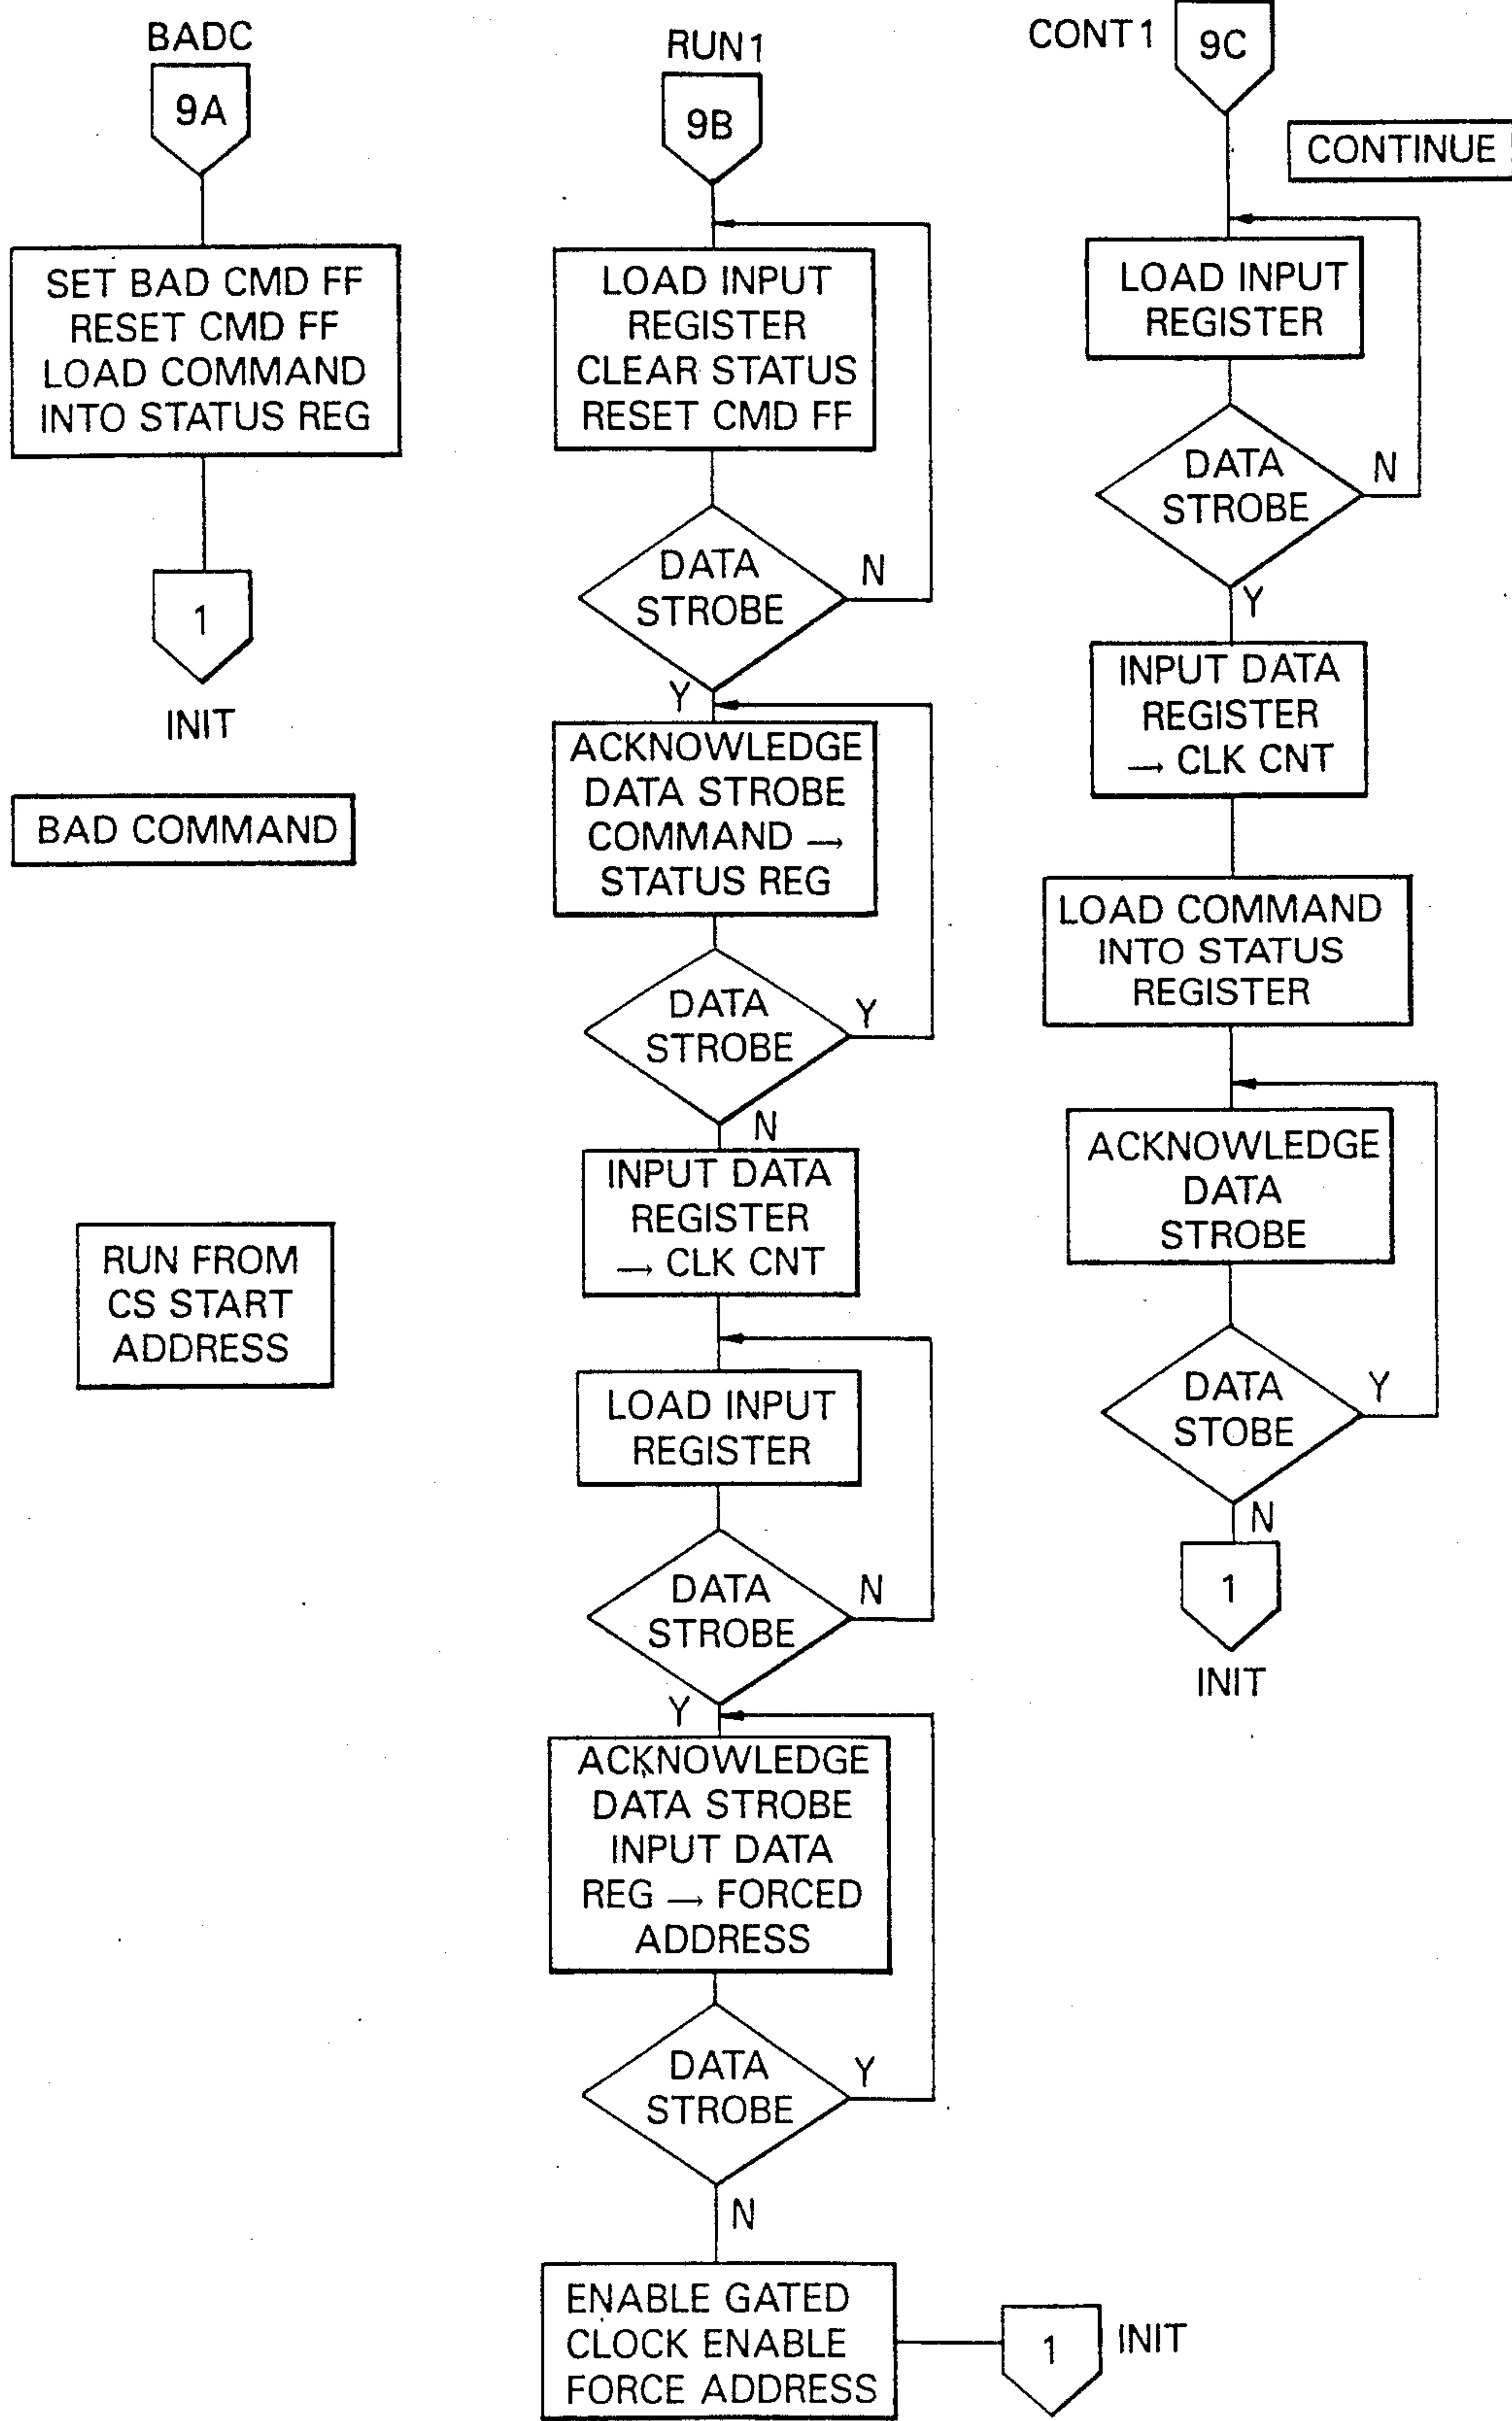 BADC
9A
SET BAD CMD FF
RESET CMD FF
LOAD COMMAND
INTO STATUS REG
1
INIT
BAD COMMAND
RUN FROM
CS START
ADDRESS
RUN1
9B
LOAD INPUT
REGISTER
CLEAR STATUS
RESET CMD FF
DATA
STROBE
N
Y
ACKNOWLEDGE
DATA STROBE
COMMAND →
STATUS REG
DATA
STROBE
Y
N
INPUT DATA
REGISTER
→ CLK CNT
LOAD INPUT
REGISTER
DATA
STROBE
N
Y
ACKNOWLEDGE
DATA STROBE
INPUT DATA
REG → FORCED
ADDRESS
DATA
STROBE
Y
N
ENABLE GATED
CLOCK ENABLE
FORCE ADDRESS
1
INIT
CONT1
9C
CONTINUE
LOAD INPUT
REGISTER
DATA
STROBE
N
Y
INPUT DATA
REGISTER
→ CLK CNT
LOAD COMMAND
INTO STATUS
REGISTER
ACKNOWLEDGE
DATA
STROBE
DATA
STOBE
Y
N
1
INIT